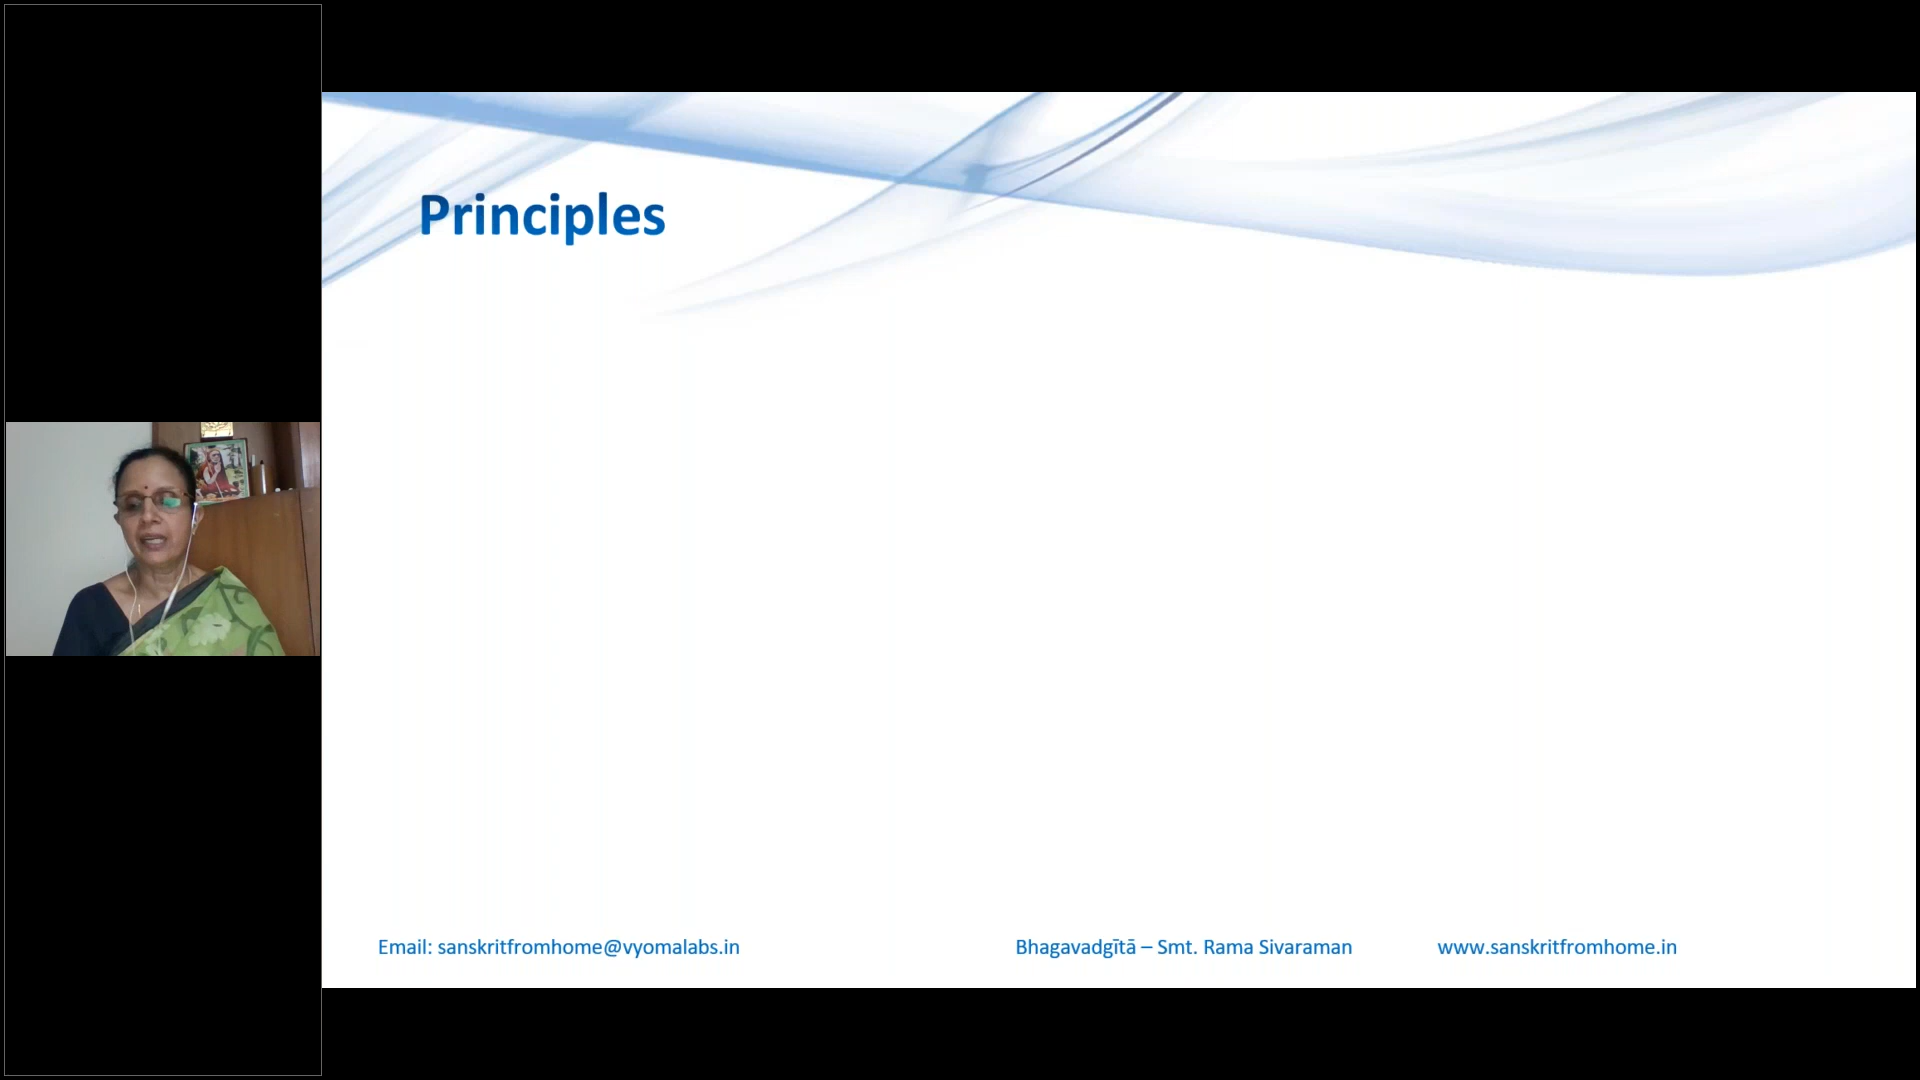 Principles
Email: sanskritfromhome@vyomalabs.in
Bhagavadgītā – Smt. Rama Sivaraman
www.sanskritfromhome.in